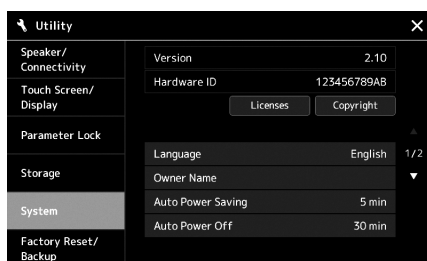 Utility
Speaker/
Connectivity
Touch Screen/
Display
Parameter Lock
Storage
System
Factory Reset/
Backup
Version 2.10
Hardware ID 123456789AB
Licenses Copyright
Language English 1/2
Owner Name
Auto Power Saving 5 min
Auto Power Off 30 min